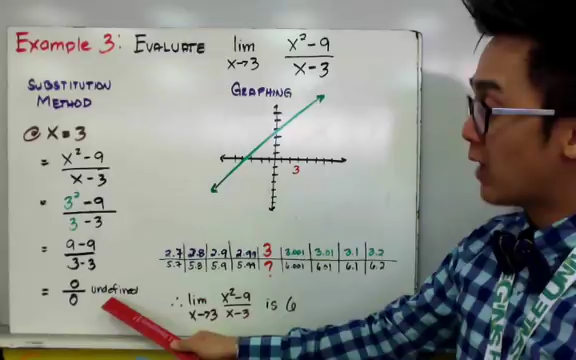 Example 3: EVALUATE lim x→3 x²-9 / x-3
SUBSTITUTION
METHOD
@ x = 3
= x²-9 / x-3
= 3²-9 / 3-3
= 9-9 / 3-3
= 0/0 undefined
GRAPHING
3
2.7 2.8 2.9 2.99 3 3.001 3.01 3.1 3.2
5.7 5.8 5.9 5.99 ? 6.001 6.01 6.1 6.2
∴ lim x→3 x²-9 / x-3 is 6